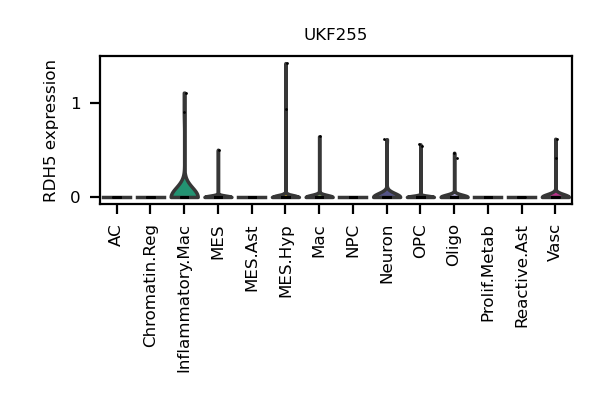 UKF255
RDH5 expression
1
0
AC
Chromatin.Reg
Inflammatory.Mac
MES
MES.Ast
MES.Hyp
Mac
NPC
Neuron
OPC
Oligo
Prolif.Metab
Reactive.Ast
Vasc